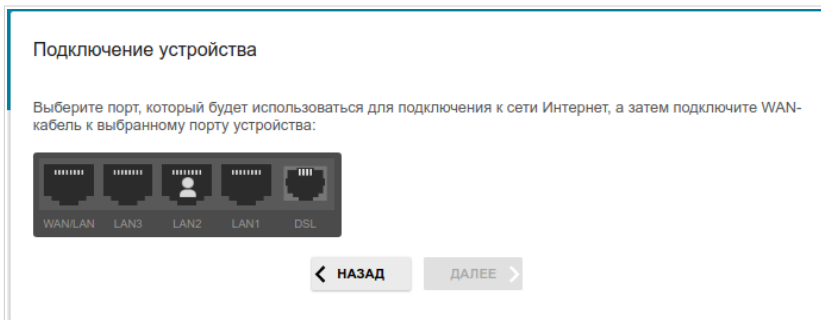 Подключение устройства
Выберите порт, который будет использоваться для подключения к сети Интернет, а затем подключите WAN-
кабель к выбранному порту устройства:
WAN/LAN LAN3 LAN2 LAN1 DSL
НАЗАД ДАЛЕЕ